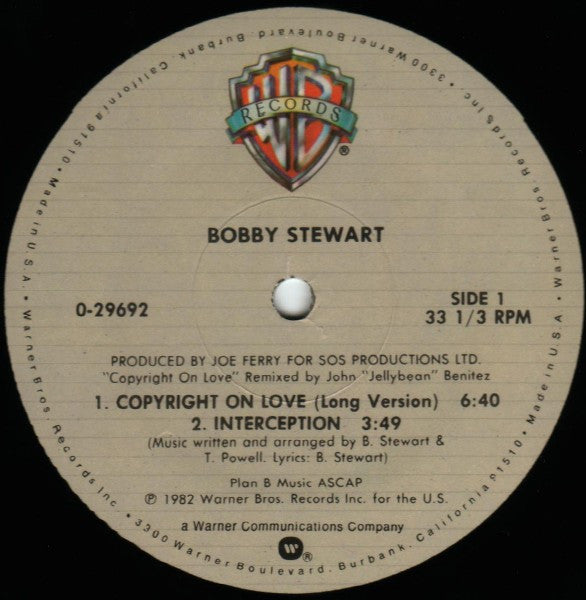 RECORDS
WB
®
BOBBY STEWART
0-29692
SIDE 1
33 1/3 RPM
PRODUCED BY JOE FERRY FOR SOS PRODUCTIONS LTD.
"Copyright On Love" Remixed by John "Jellybean" Benitez
1. COPYRIGHT ON LOVE (Long Version) 6:40
2. INTERCEPTION 3:49
(Music written and arranged by B. Stewart &
T. Powell. Lyrics: B. Stewart)
Plan B Music ASCAP
℗ 1982 Warner Bros. Records Inc. for the U.S.
a Warner Communications Company
W ®
Warner Bros. Records Inc. • 3300 Warner Boulevard, Burbank, California 91510 • Made in U.S.A. •
Warner Bros. Records Inc. • 3300 Warner Boulevard, Burbank, California 91510 • Made in U.S.A. •